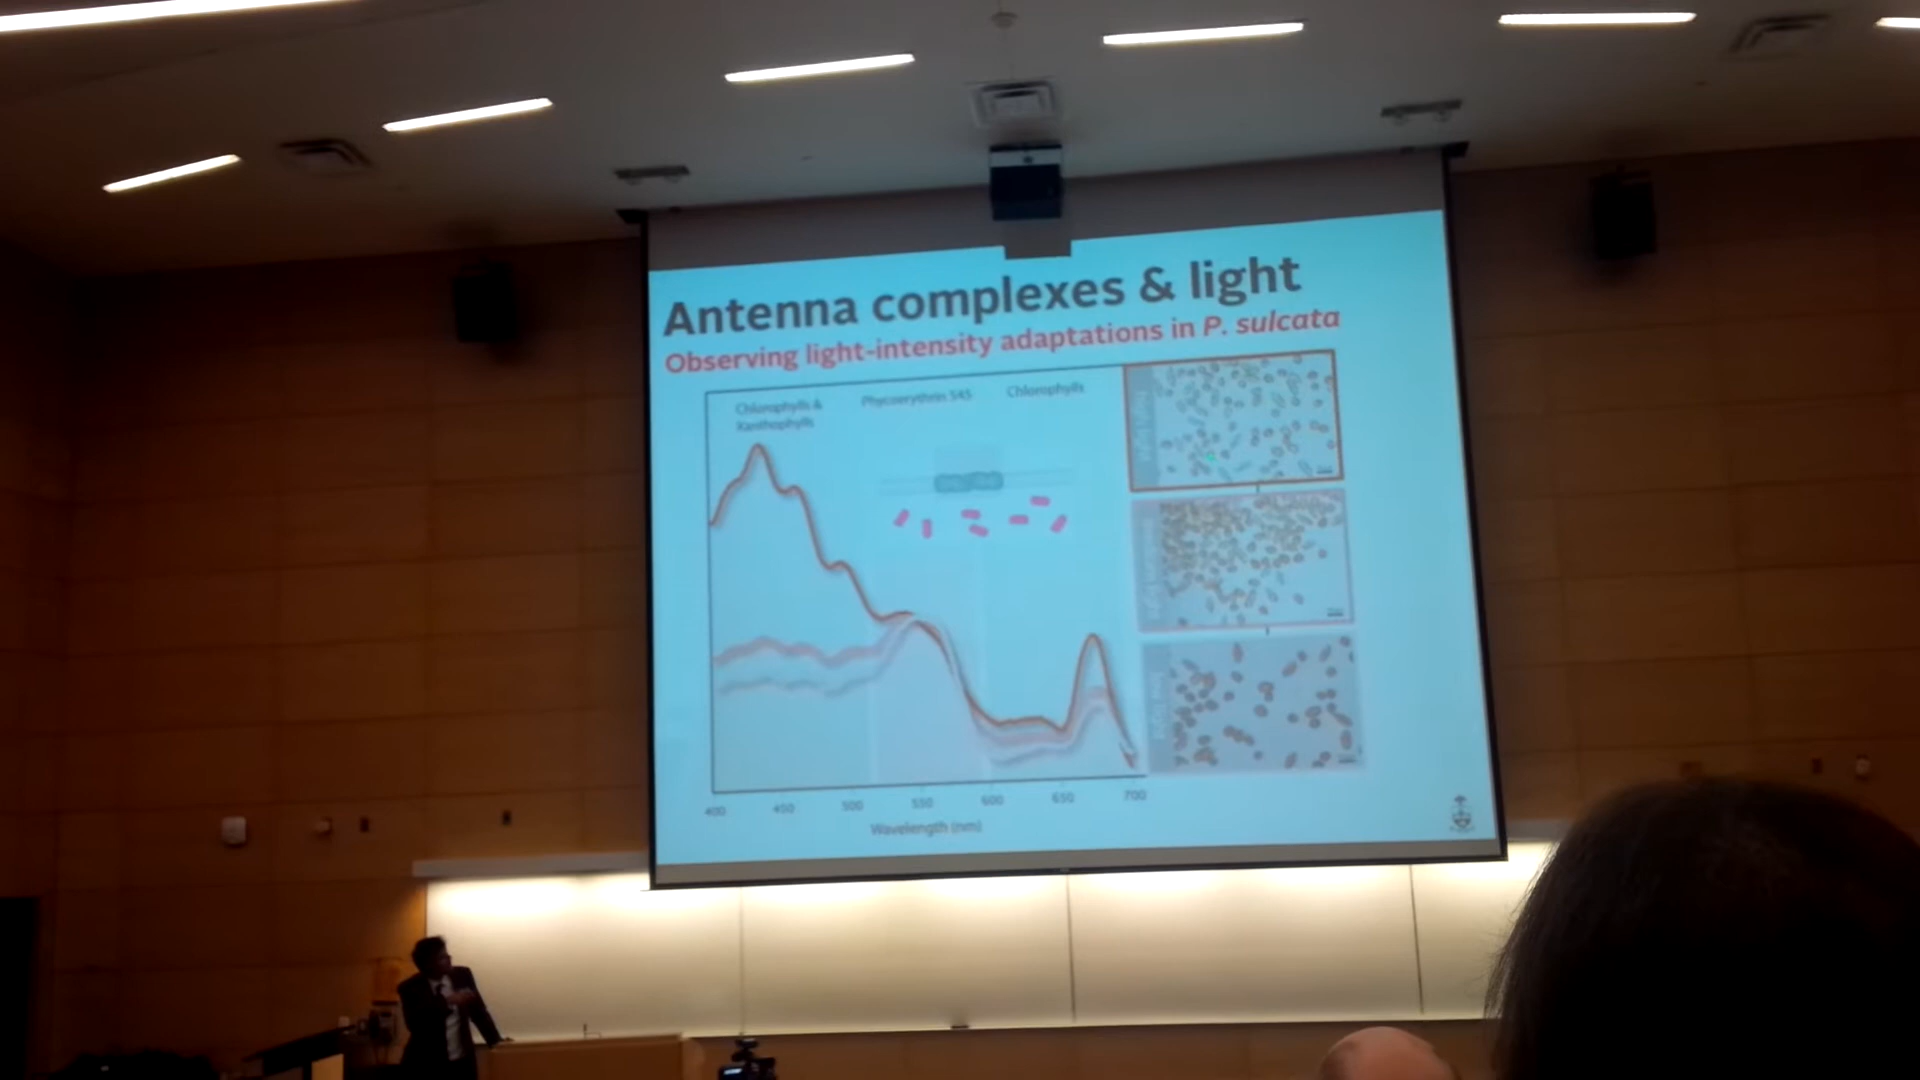 Antenna complexes & light
Observing light-intensity adaptations in P. sulcata
Chlorophylls &
Xanthophylls
Phycoerythrin 545
Chlorophylls
400 450 500 550 600 650 700
Wavelength (nm)